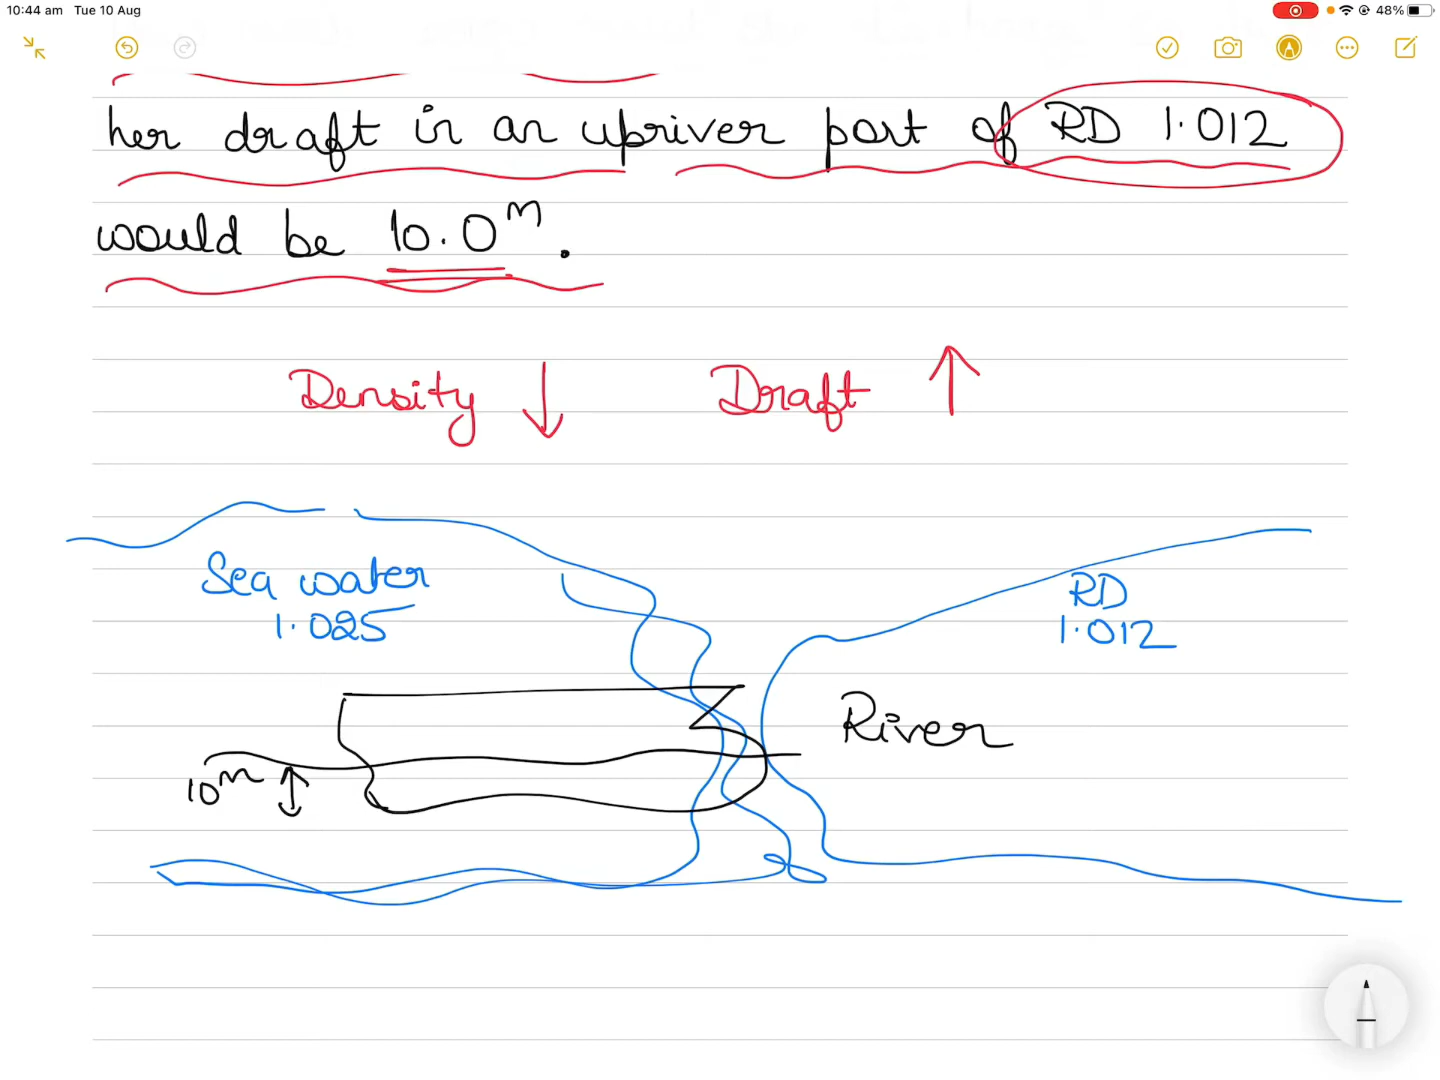 10:44 am Tue 10 Aug
48%
her draft in an upriver port of RD 1.012
would be 10.0m.
Density ↓ Draft ↑
Sea water
1.025
RD
1.012
River
10m